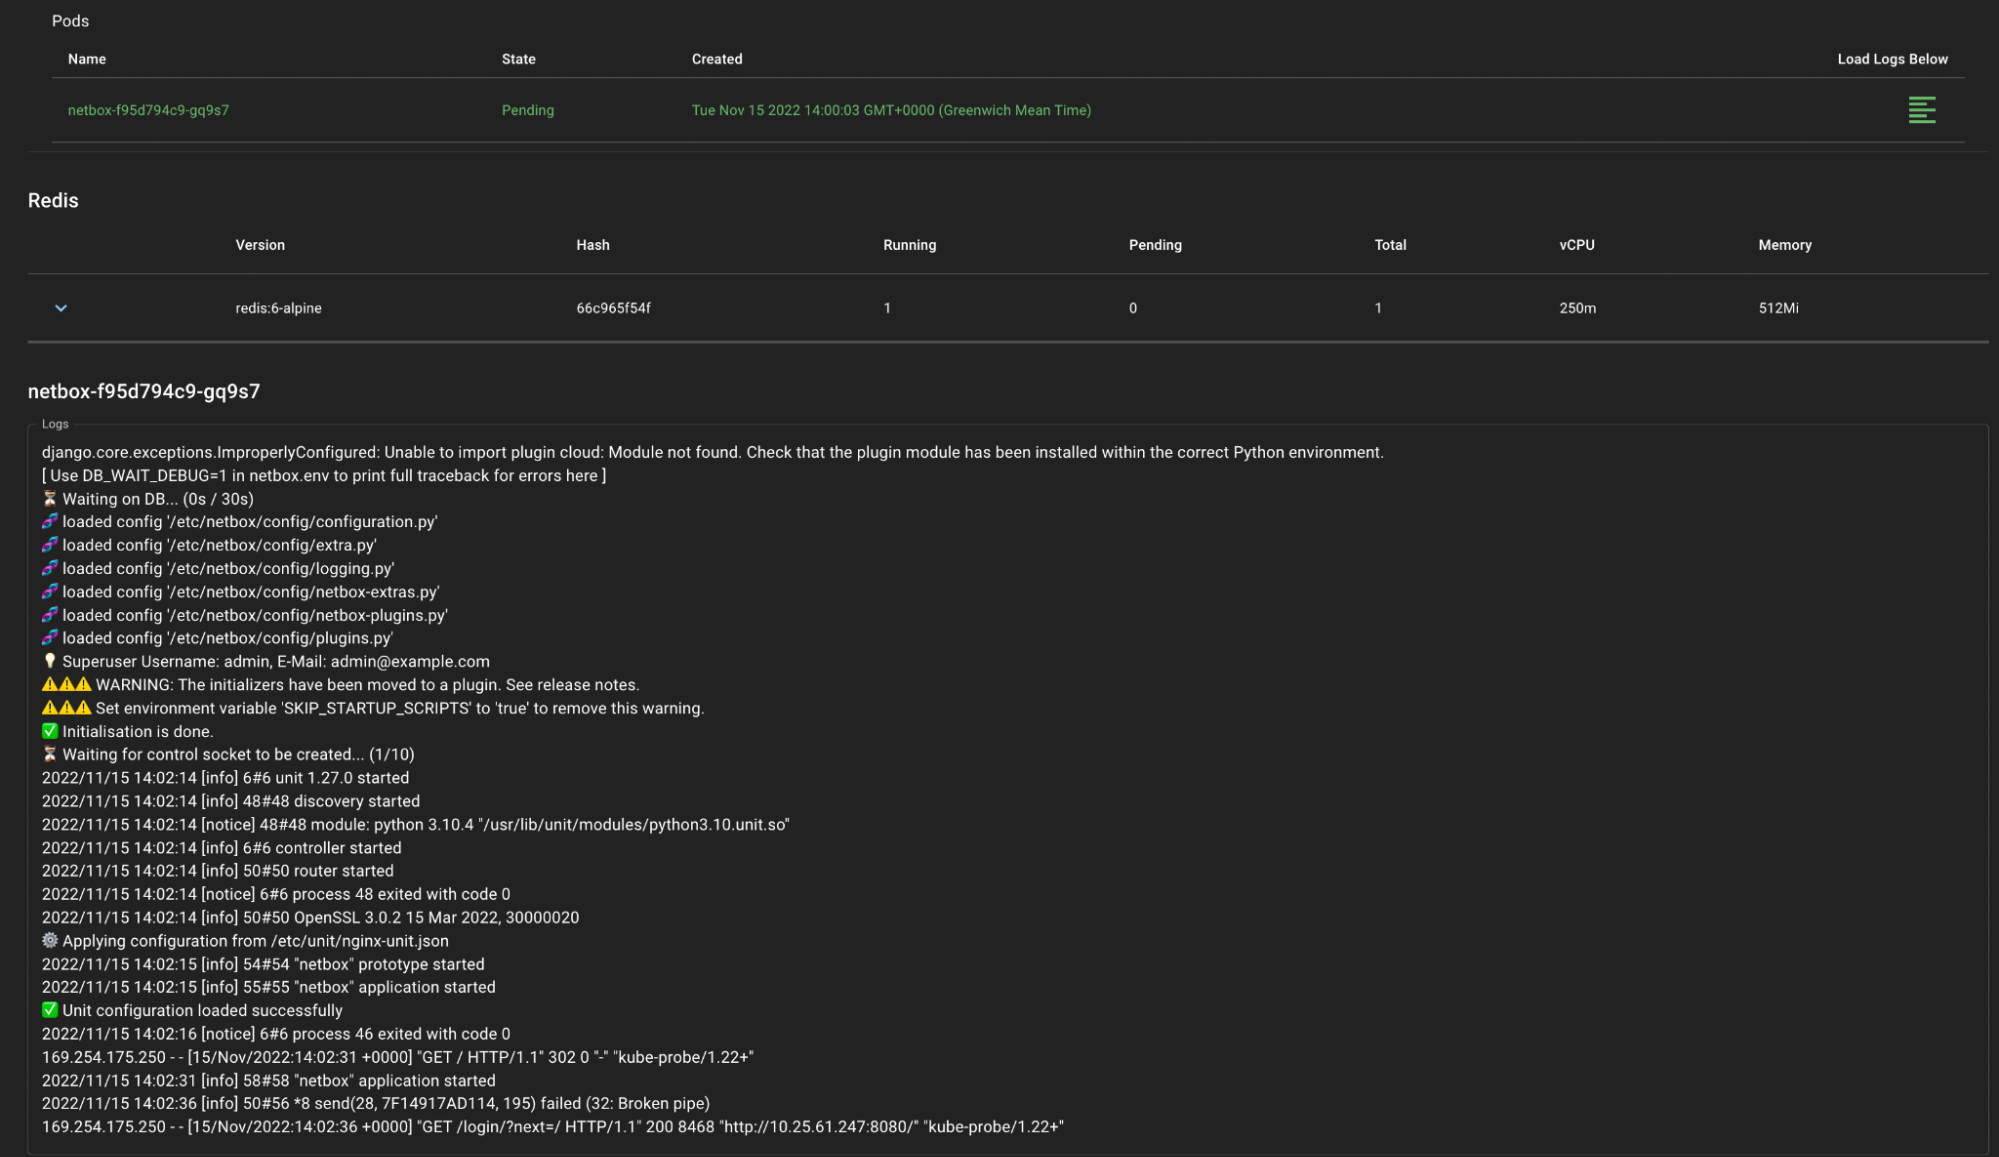 Pods
Name State Created Load Logs Below
netbox-f95d794c9-gq9s7 Pending Tue Nov 15 2022 14:00:03 GMT+0000 (Greenwich Mean Time)
Redis
Version Hash Running Pending Total vCPU Memory
redis:6-alpine 66c965f54f 1 0 1 250m 512Mi
netbox-f95d794c9-gq9s7
Logs
django.core.exceptions.ImproperlyConfigured: Unable to import plugin cloud: Module not found. Check that the plugin module has been installed within the correct Python environment.
[ Use DB_WAIT_DEBUG=1 in netbox.env to print full traceback for errors here ]
⏳ Waiting on DB... (0s / 30s)
🧬 loaded config '/etc/netbox/config/configuration.py'
🧬 loaded config '/etc/netbox/config/extra.py'
🧬 loaded config '/etc/netbox/config/logging.py'
🧬 loaded config '/etc/netbox/config/netbox-extras.py'
🧬 loaded config '/etc/netbox/config/netbox-plugins.py'
🧬 loaded config '/etc/netbox/config/plugins.py'
💡 Superuser Username: admin, E-Mail: admin@example.com
⚠️⚠️⚠️ WARNING: The initializers have been moved to a plugin. See release notes.
⚠️⚠️⚠️ Set environment variable 'SKIP_STARTUP_SCRIPTS' to 'true' to remove this warning.
✅ Initialisation is done.
⏳ Waiting for control socket to be created... (1/10)
2022/11/15 14:02:14 [info] 6#6 unit 1.27.0 started
2022/11/15 14:02:14 [info] 48#48 discovery started
2022/11/15 14:02:14 [notice] 48#48 module: python 3.10.4 "/usr/lib/unit/modules/python3.10.unit.so"
2022/11/15 14:02:14 [info] 6#6 controller started
2022/11/15 14:02:14 [info] 50#50 router started
2022/11/15 14:02:14 [notice] 6#6 process 48 exited with code 0
2022/11/15 14:02:14 [info] 50#50 OpenSSL 3.0.2 15 Mar 2022, 30000020
⚙️ Applying configuration from /etc/unit/nginx-unit.json
2022/11/15 14:02:15 [info] 54#54 "netbox" prototype started
2022/11/15 14:02:15 [info] 55#55 "netbox" application started
✅ Unit configuration loaded successfully
2022/11/15 14:02:16 [notice] 6#6 process 46 exited with code 0
169.254.175.250 - - [15/Nov/2022:14:02:31 +0000] "GET / HTTP/1.1" 302 0 "-" "kube-probe/1.22+"
2022/11/15 14:02:31 [info] 58#58 "netbox" application started
2022/11/15 14:02:36 [info] 50#56 *8 send(28, 7F14917AD114, 195) failed (32: Broken pipe)
169.254.175.250 - - [15/Nov/2022:14:02:36 +0000] "GET /login/?next=/ HTTP/1.1" 200 8468 "http://10.25.61.247:8080/" "kube-probe/1.22+"